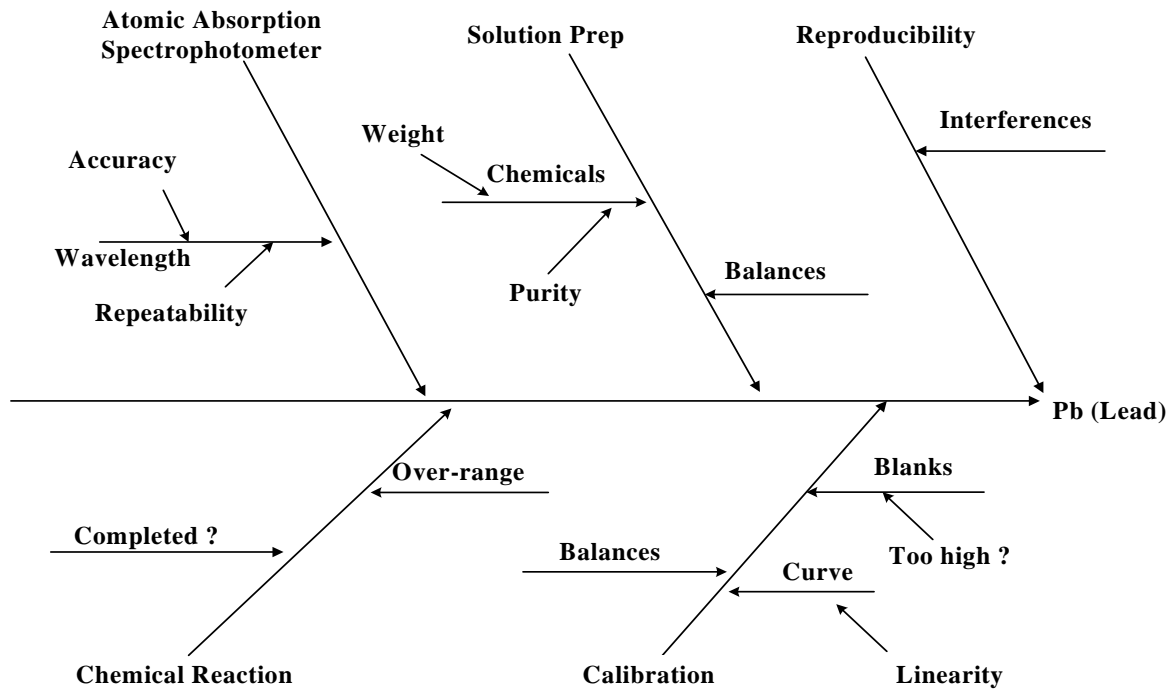 Atomic Absorption
Spectrophotometer
Solution Prep
Reproducibility
Interferences
Weight
Accuracy
Chemicals
Wavelength
Balances
Purity
Repeatability
Pb (Lead)
Over-range
Blanks
Completed ?
Balances
Too high ?
Curve
Chemical Reaction
Calibration
Linearity